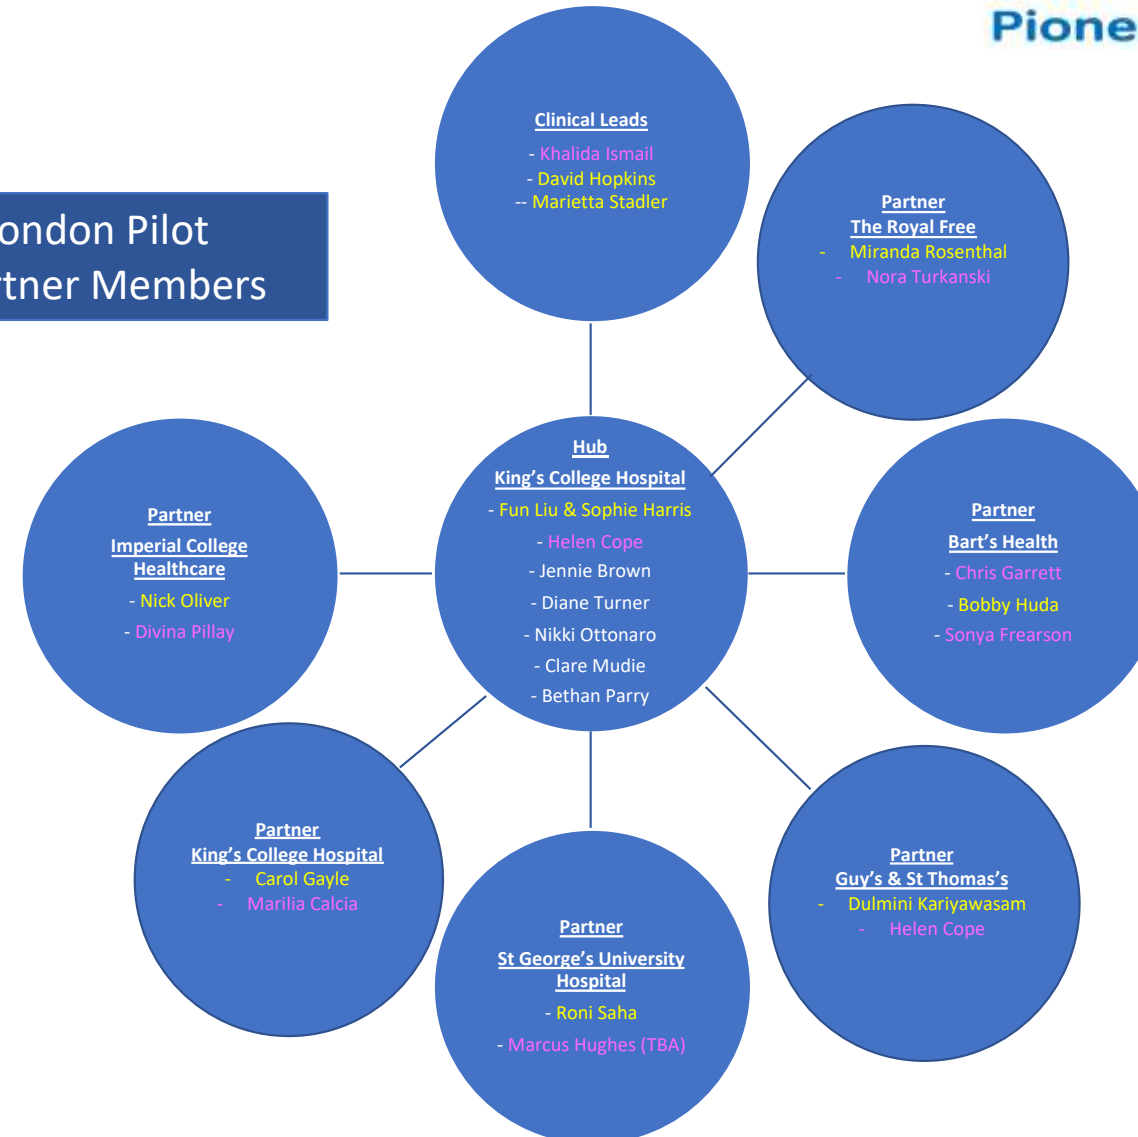 Pione
Clinical Leads
- Khalida Ismail
- David Hopkins
-- Marietta Stadler
ondon Pilot
rtner Members
Partner
The Royal Free
- Miranda Rosenthal
- Nora Turkanski
Hub
King's College Hospital
- Fun Liu & Sophie Harris
- Helen Cope
- Jennie Brown
- Diane Turner
- Nikki Ottonaro
- Clare Mudie
- Bethan Parry
Partner
Imperial College
Healthcare
- Nick Oliver
- Divina Pillay
Partner
Bart's Health
- Chris Garrett
- Bobby Huda
- Sonya Frearson
Partner
King's College Hospital
- Carol Gayle
- Marilia Calcia
Partner
St George's University
Hospital
- Roni Saha
- Marcus Hughes (TBA)
Partner
Guy's & St Thomas's
- Dulmini Kariyawasam
- Helen Cope